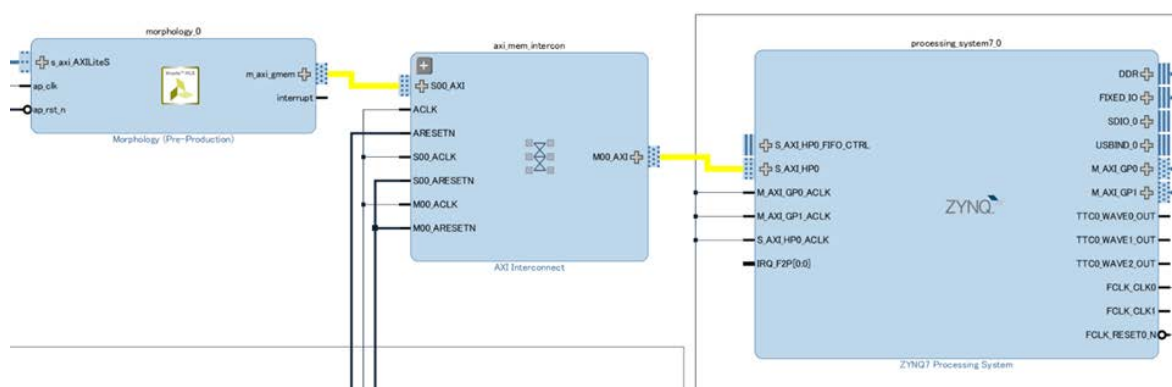 morphology_0
s_axi_AXILiteS
ap_clk
ap_rst_n
m_axi_gmem
interrupt
Morphology (Pre-Production)
axi_mem_intercon
S00_AXI
ACLK
ARESETN
S00_ACLK
S00_ARESETN
M00_ACLK
M00_ARESETN
M00_AXI
AXI Interconnect
processing_system7_0
S_AXI_HP0_FIFO_CTRL
S_AXI_HP0
M_AXI_GP0_ACLK
M_AXI_GP1_ACLK
S_AXI_HP0_ACLK
IRQ_F2P[0:0]
ZYNQ
DDR
FIXED_IO
SDIO_0
USBIND_0
M_AXI_GP0
M_AXI_GP1
TTC0_WAVE0_OUT
TTC0_WAVE1_OUT
TTC0_WAVE2_OUT
FCLK_CLK0
FCLK_CLK1
FCLK_RESET0_N
ZYNQ7 Processing System